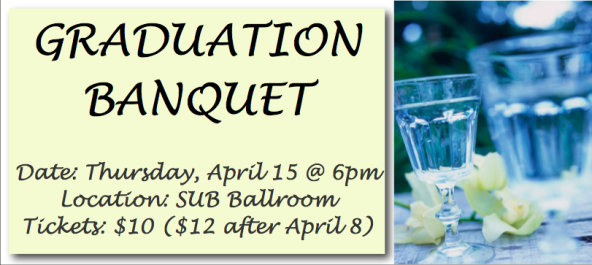 GRADUATION
BANQUET
Date: Thursday, April 15 @ 6pm
Location: SUB Ballroom
Tickets: $10 ($12 after April 8)